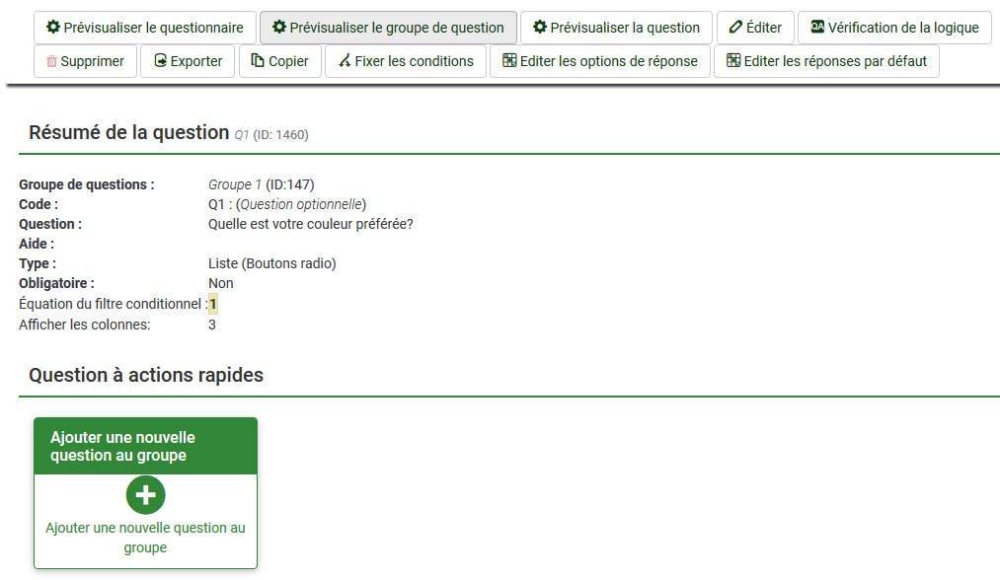 Prévisualiser le questionnaire Prévisualiser le groupe de question Prévisualiser la question Éditer QA Vérification de la logique
Supprimer Exporter Copier Fixer les conditions Editer les options de réponse Editer les réponses par défaut
Résumé de la question Q1 (ID: 1460)
Groupe de questions : Groupe 1 (ID:147)
Code : Q1 : (Question optionnelle)
Question : Quelle est votre couleur préférée?
Aide :
Type : Liste (Boutons radio)
Obligatoire : Non
Équation du filtre conditionnel : 1
Afficher les colonnes: 3
Question à actions rapides
Ajouter une nouvelle
question au groupe
Ajouter une nouvelle question au
groupe